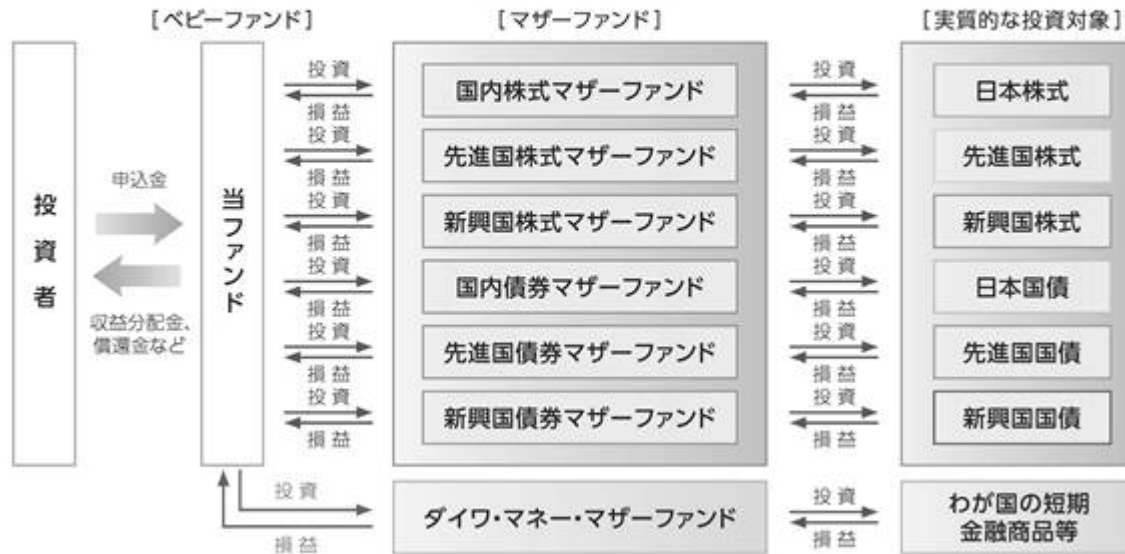 [ベビーファンド]
[マザーファンド]
[実質的な投資対象]
投資者
申込金
収益分配金、
償還金など
当ファンド
投資
損益
国内株式マザーファンド
投資
損益
日本株式
投資
損益
先進国株式マザーファンド
投資
損益
先進国株式
投資
損益
新興国株式マザーファンド
投資
損益
新興国株式
投資
損益
国内債券マザーファンド
投資
損益
日本国債
投資
損益
先進国債券マザーファンド
投資
損益
先進国国債
投資
損益
新興国債券マザーファンド
投資
損益
新興国国債
投資
損益
ダイワ・マネー・マザーファンド
投資
損益
わが国の短期
金融商品等